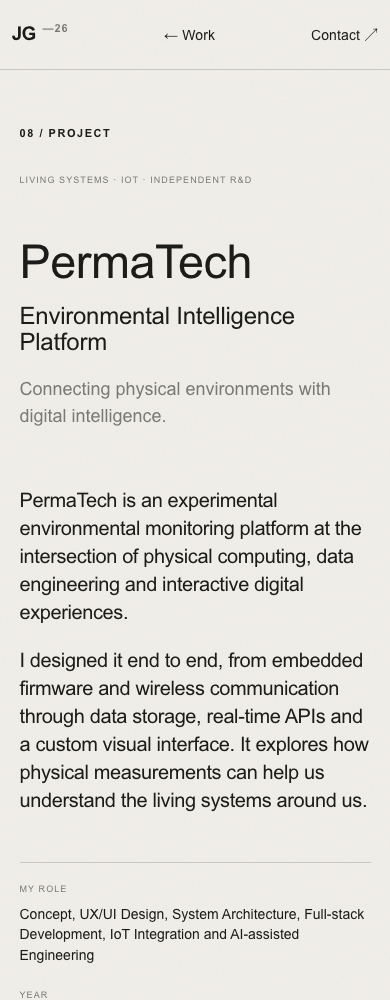 JG —26
← Work
Contact ↗
08 / PROJECT
LIVING SYSTEMS · IOT · INDEPENDENT R&D
PermaTech
Environmental Intelligence
Platform
Connecting physical environments with
digital intelligence.
PermaTech is an experimental
environmental monitoring platform at the
intersection of physical computing, data
engineering and interactive digital
experiences.
I designed it end to end, from embedded
firmware and wireless communication
through data storage, real-time APIs and
a custom visual interface. It explores how
physical measurements can help us
understand the living systems around us.
MY ROLE
Concept, UX/UI Design, System Architecture, Full-stack
Development, IoT Integration and AI-assisted
Engineering
YEAR